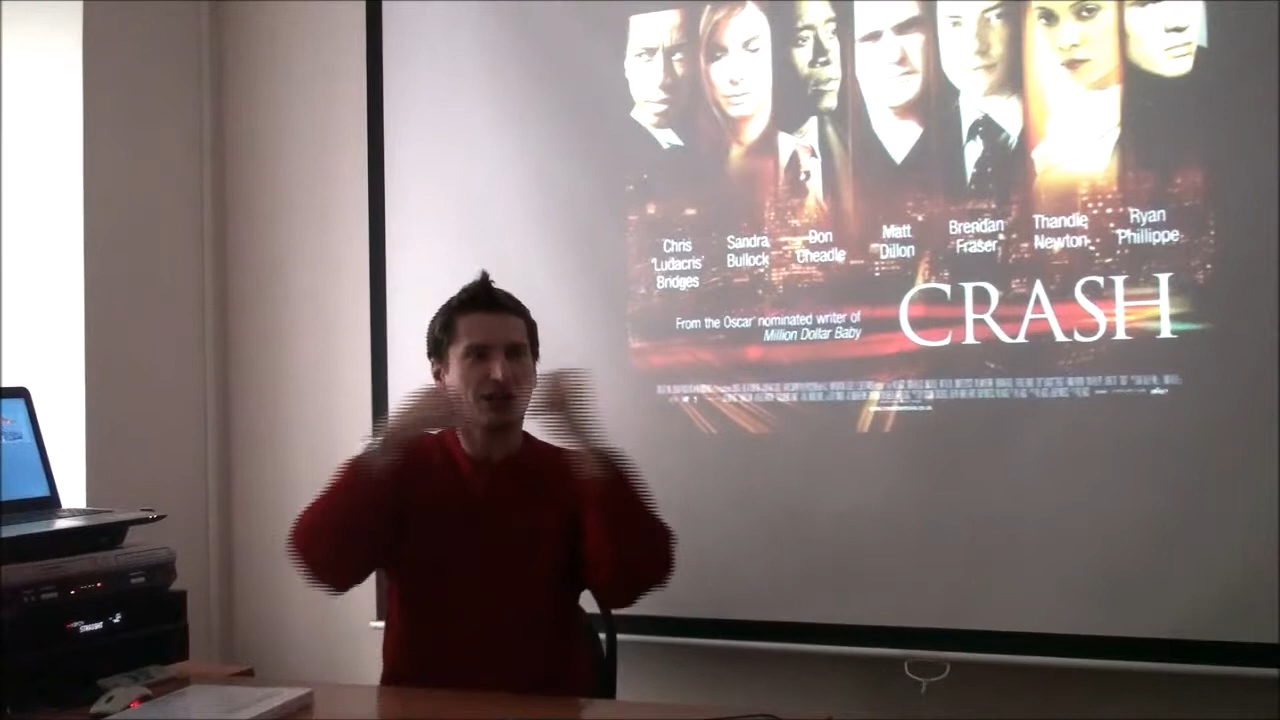 Chris
'Ludacris'
Bridges
Sandra
Bullock
Don
Cheadle
Matt
Dillon
Brendan
Fraser
Thandie
Newton
Ryan
Phillippe
From the Oscar® nominated writer of
Million Dollar Baby
CRASH
STRAIGHT